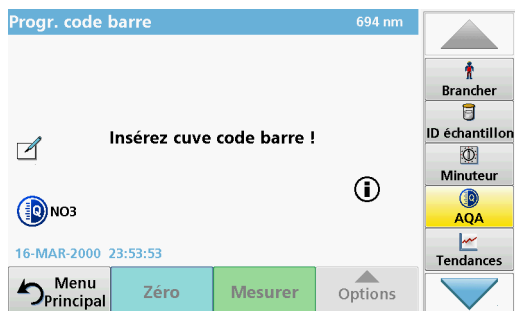 Progr. code barre
694 nm
Insérez cuve code barre !
NO3
16-MAR-2000 23:53:53
Menu
Principal
Zéro
Mesurer
Options
Brancher
ID échantillon
Minuteur
AQA
Tendances